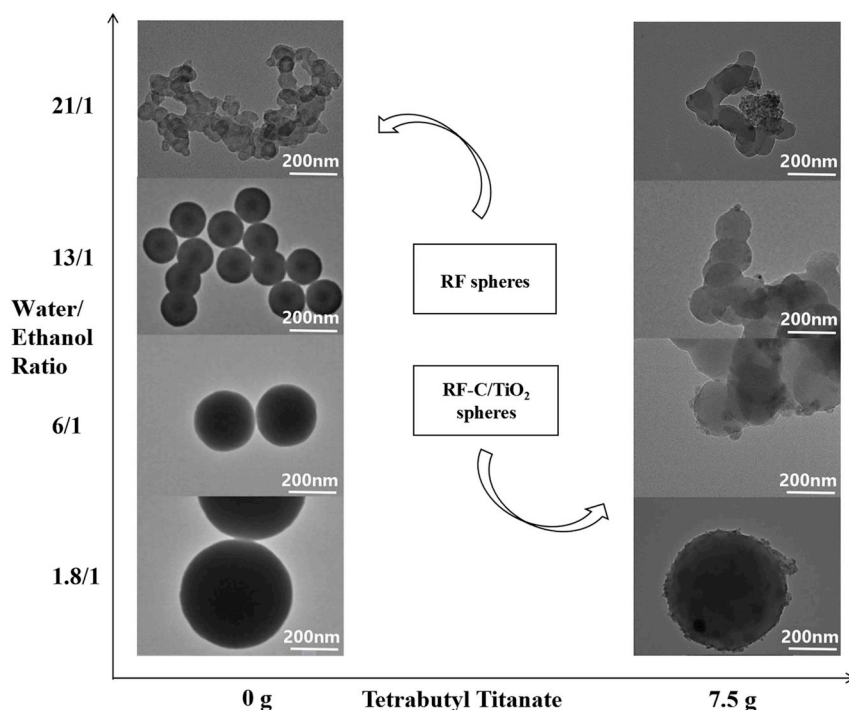 21/1
200nm
200nm
13/1
200nm
RF spheres
200nm
Water/
Ethanol
Ratio
6/1
200nm
RF-C/TiO₂
spheres
200nm
1.8/1
200nm
200nm
0 g
Tetrabutyl Titanate
7.5 g